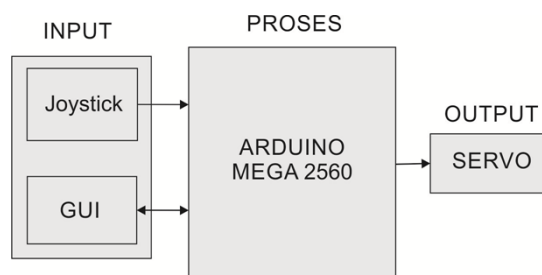 INPUT
Joystick
GUI
PROSES
ARDUINO
MEGA 2560
OUTPUT
SERVO